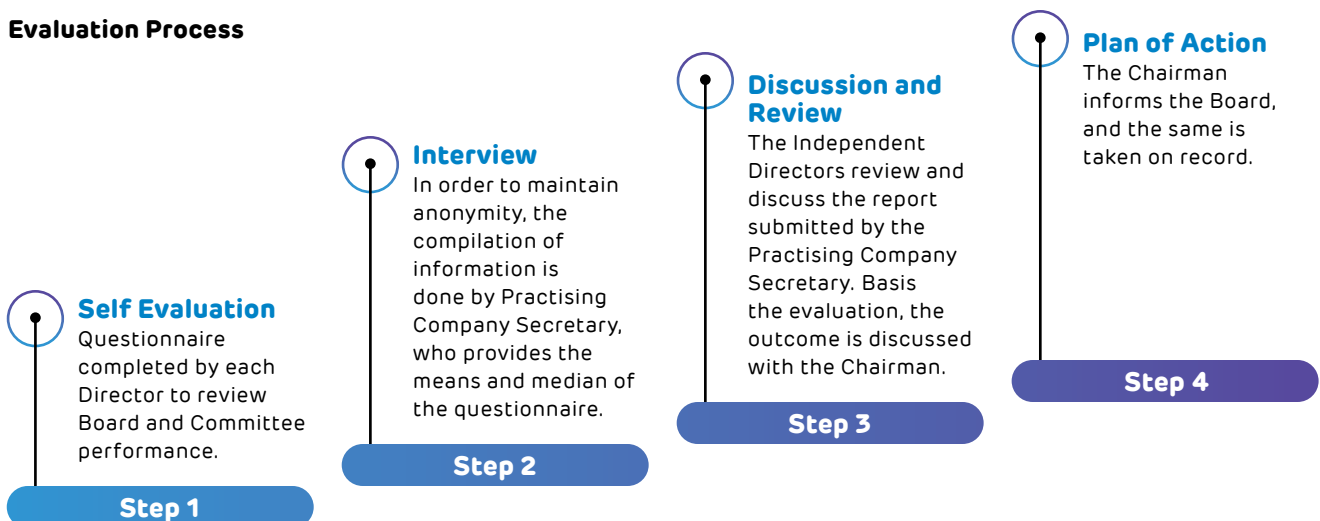 Evaluation Process
Self Evaluation
Questionnaire
completed by each
Director to review
Board and Committee
performance.
Step 1
Interview
In order to maintain
anonymity, the
compilation of
information is
done by Practising
Company Secretary,
who provides the
means and median of
the questionnaire.
Step 2
Discussion and
Review
The Independent
Directors review and
discuss the report
submitted by the
Practising Company
Secretary. Basis
the evaluation, the
outcome is discussed
with the Chairman.
Step 3
Plan of Action
The Chairman
informs the Board,
and the same is
taken on record.
Step 4